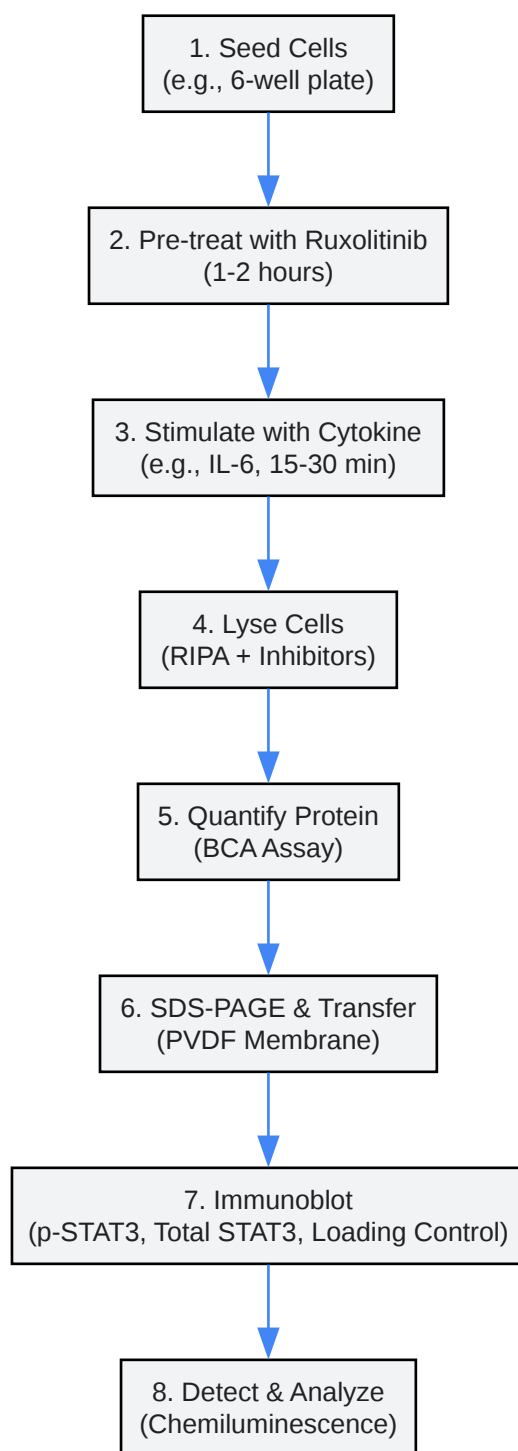 1. Seed Cells
(e.g., 6-well plate)
2. Pre-treat with Ruxolitinib
(1-2 hours)
3. Stimulate with Cytokine
(e.g., IL-6, 15-30 min)
4. Lyse Cells
(RIPA + Inhibitors)
5. Quantify Protein
(BCA Assay)
6. SDS-PAGE & Transfer
(PVDF Membrane)
7. Immunoblot
(p-STAT3, Total STAT3, Loading Control)
8. Detect & Analyze
(Chemiluminescence)